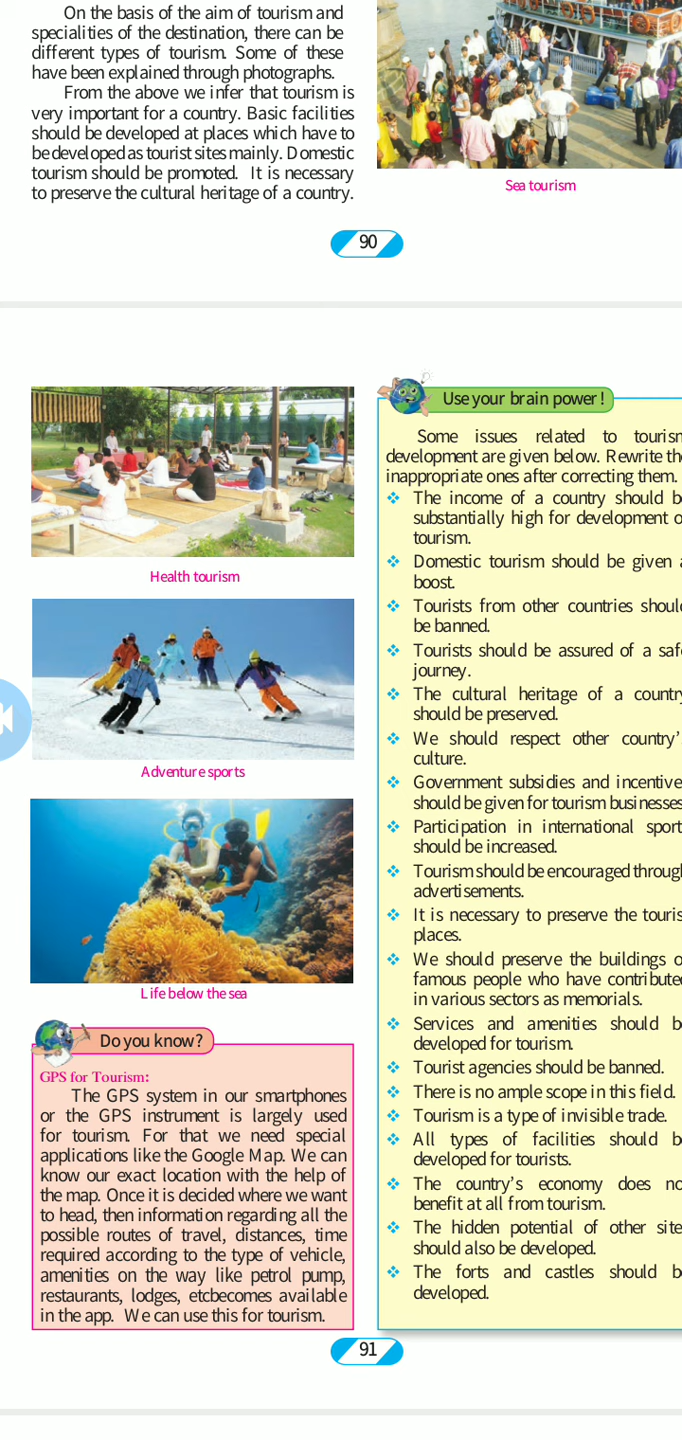 On the basis of the aim of tourism and
specialities of the destination, there can be
different types of tourism. Some of these
have been explained through photographs.
From the above we infer that tourism is
very important for a country. Basic facilities
should be developed at places which have to
be developed as tourist sites mainly. Domestic
tourism should be promoted. It is necessary
to preserve the cultural heritage of a country.
Sea tourism
90
Health tourism
Adventure sports
Life below the sea
Do you know?
GPS for Tourism:
The GPS system in our smartphones
or the GPS instrument is largely used
for tourism. For that we need special
applications like the Google Map. We can
know our exact location with the help of
the map. Once it is decided where we want
to head, then information regarding all the
possible routes of travel, distances, time
required according to the type of vehicle,
amenities on the way like petrol pump,
restaurants, lodges, etcbecomes available
in the app. We can use this for tourism.
Use your brain power !
Some issues related to tourism
development are given below. Rewrite the
inappropriate ones after correcting them.
❖ The income of a country should b
substantially high for development o
tourism.
❖ Domestic tourism should be given a
boost.
❖ Tourists from other countries should
be banned.
❖ Tourists should be assured of a safe
journey.
❖ The cultural heritage of a country
should be preserved.
❖ We should respect other country's
culture.
❖ Government subsidies and incentive
should be given for tourism businesses
❖ Participation in international sport
should be increased.
❖ Tourism should be encouraged through
advertisements.
❖ It is necessary to preserve the touris
places.
❖ We should preserve the buildings o
famous people who have contributed
in various sectors as memorials.
❖ Services and amenities should b
developed for tourism.
❖ Tourist agencies should be banned.
❖ There is no ample scope in this field.
❖ Tourism is a type of invisible trade.
❖ All types of facilities should b
developed for tourists.
❖ The country's economy does no
benefit at all from tourism.
❖ The hidden potential of other site
should also be developed.
❖ The forts and castles should b
developed.
91